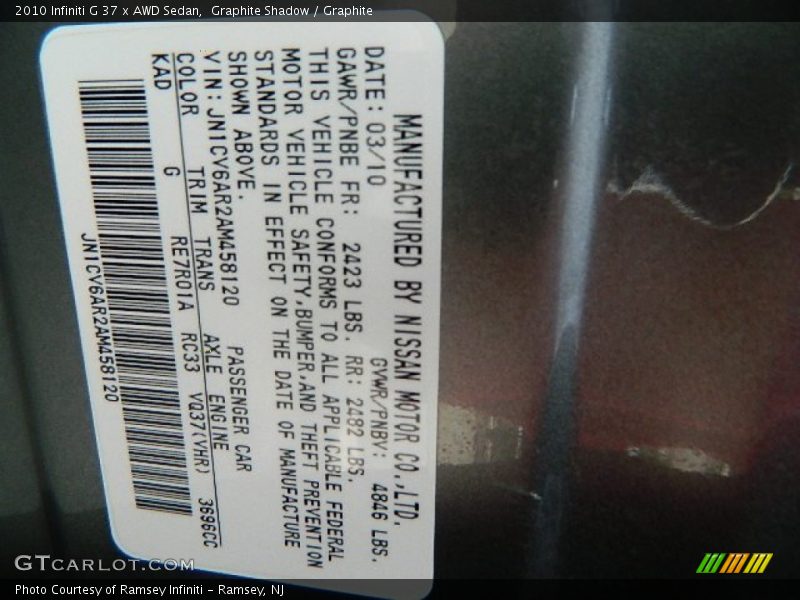 2010 Infiniti G 37 x AWD Sedan,  Graphite Shadow / Graphite
MANUFACTURED BY NISSAN MOTOR CO.,LTD.
DATE: 03/10 GVWR/PNBV: 4846 LBS.
GAWR/PNBE FR: 2423 LBS. RR: 2482 LBS.
THIS VEHICLE CONFORMS TO ALL APPLICABLE FEDERAL
MOTOR VEHICLE SAFETY,BUMPER,AND THEFT PREVENTION
STANDARDS IN EFFECT ON THE DATE OF MANUFACTURE
SHOWN ABOVE.
VIN:JN1CV6AR2AM458120 PASSENGER CAR
COLOR TRIM TRANS AXLE ENGINE
KAD G RE7R01A RC33 VQ37(VHR) 3696CC
JN1CV6AR2AM458120
GTCARLOT.COM
Photo Courtesy of Ramsey Infiniti - Ramsey, NJ